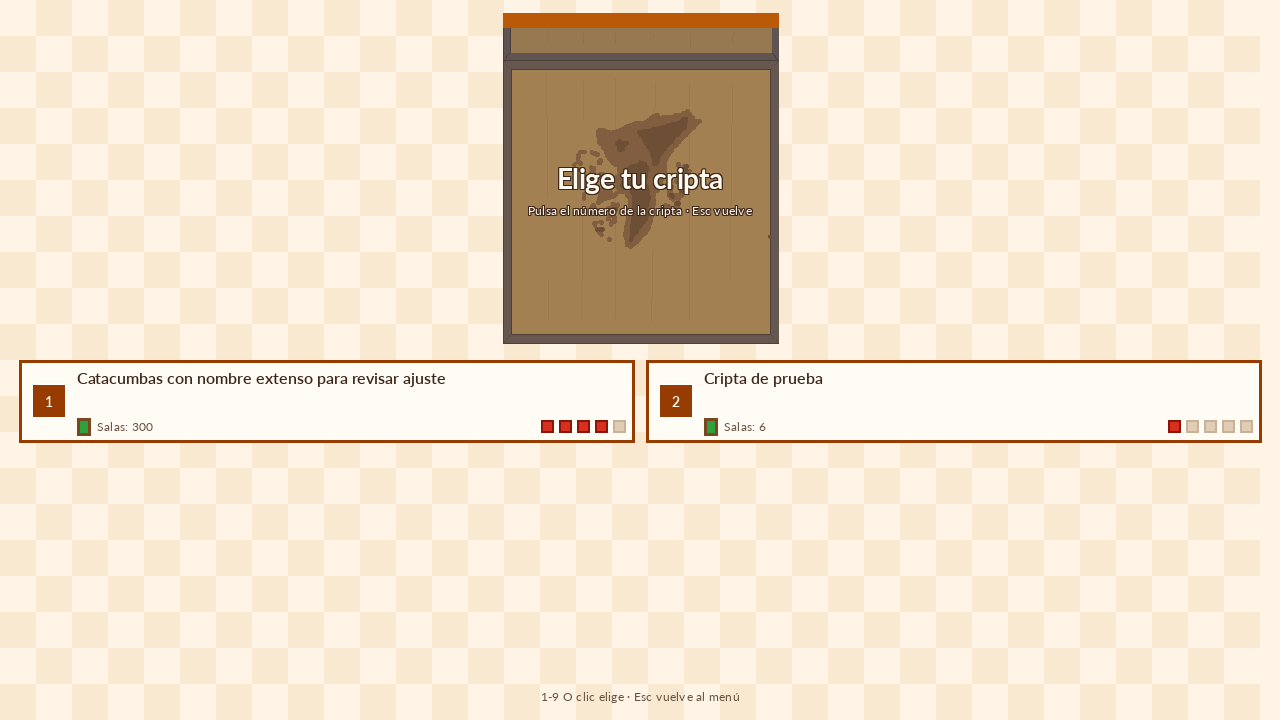 Elige tu cripta
Pulsa el número de la cripta · Esc vuelve
1
Catacumbas con nombre extenso para revisar ajuste
Salas: 300
2
Cripta de prueba
Salas: 6
1-9 O clic elige · Esc vuelve al menú